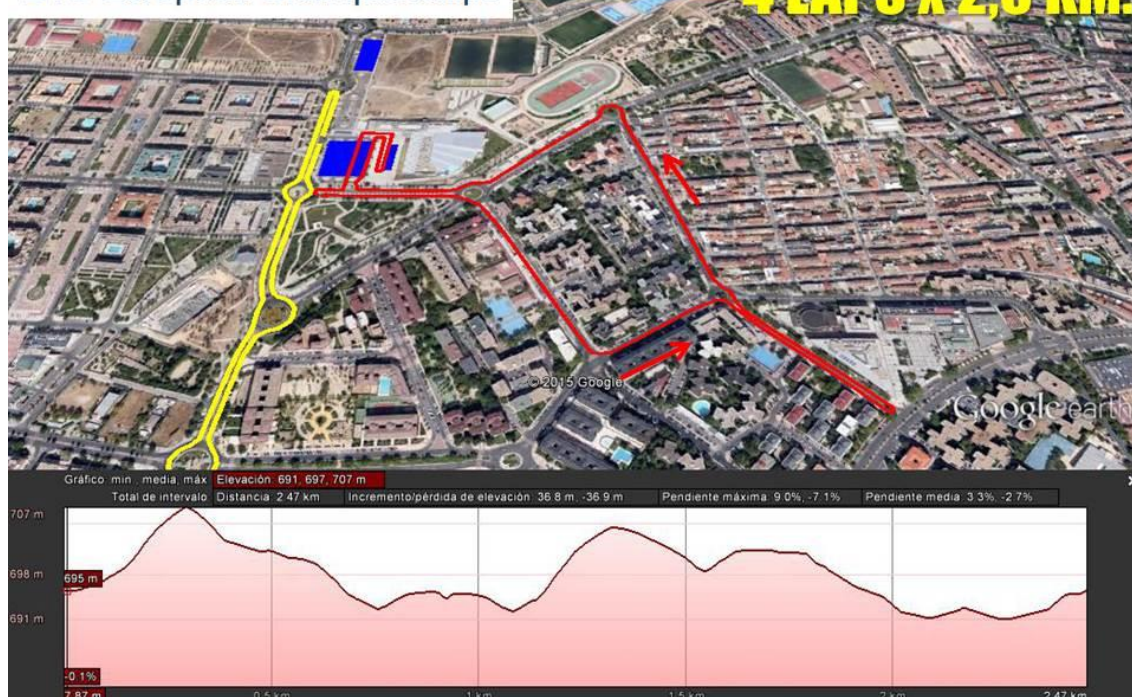 4 LAPS X 2,5 KM.
© 2015 Google
Google earth
Gráfico: min., media, máx. Elevación: 691, 697, 707 m
Total de intervalo: Distancia: 2.47 km Incremento/pérdida de elevación: 36.8 m, -36.9 m Pendiente máxima: 9.0%, -7.1% Pendiente media: 3.3%, -2.7%
707 m
695 m
698 m
691 m
-0.1%
7.87 m 0.5 km 1 km 1.5 km 2 km 2.47 km